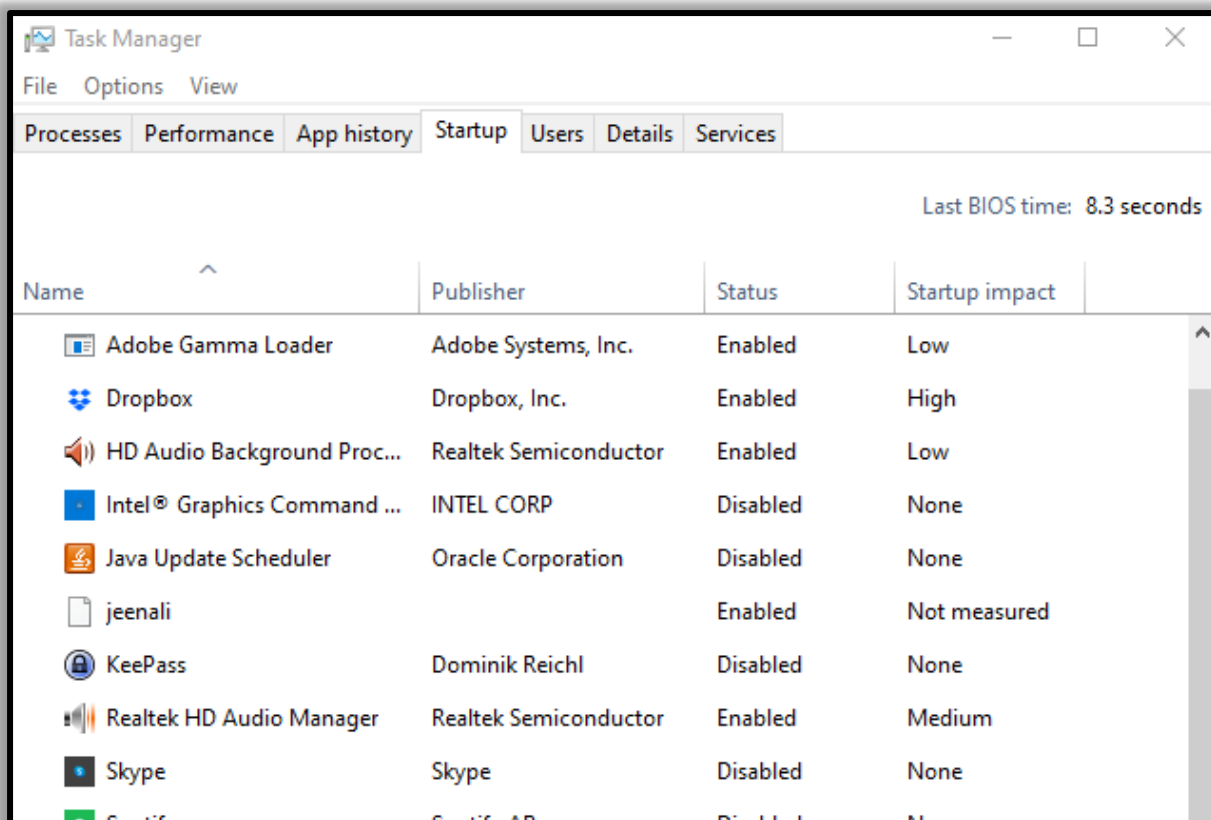 Task Manager
File Options View
Processes Performance App history Startup Users Details Services
Last BIOS time: 8.3 seconds
Name Publisher Status Startup impact
Adobe Gamma Loader Adobe Systems, Inc. Enabled Low
Dropbox Dropbox, Inc. Enabled High
HD Audio Background Proc... Realtek Semiconductor Enabled Low
Intel® Graphics Command ... INTEL CORP Disabled None
Java Update Scheduler Oracle Corporation Disabled None
jeenali Enabled Not measured
KeePass Dominik Reichl Disabled None
Realtek HD Audio Manager Realtek Semiconductor Enabled Medium
Skype Skype Disabled None